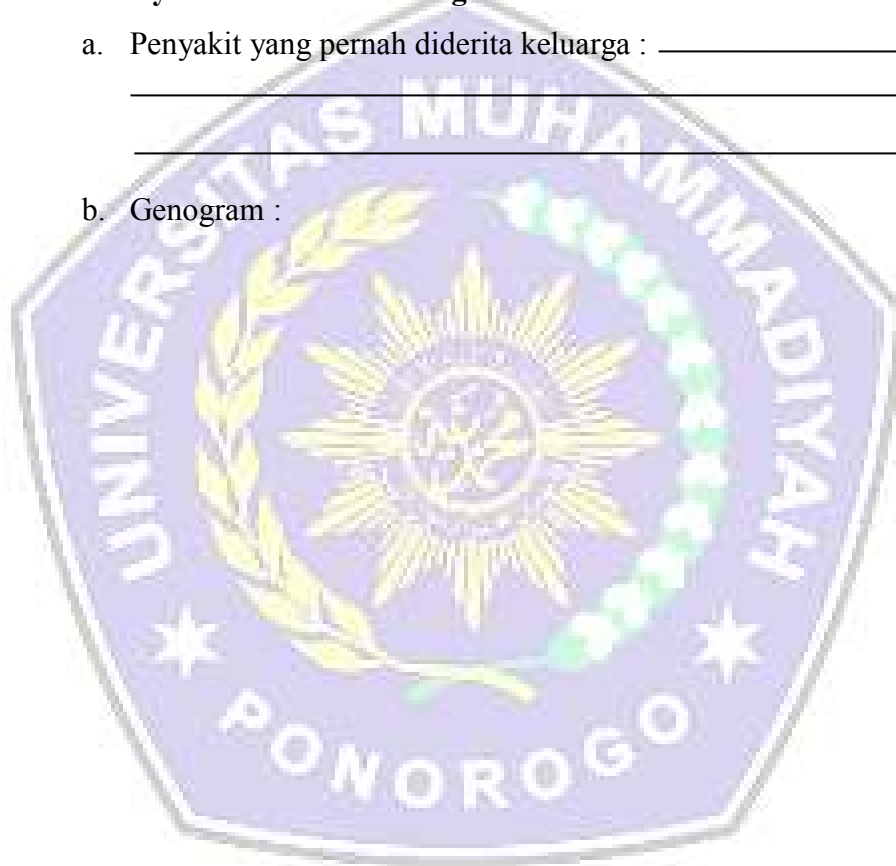 a. Penyakit yang pernah diderita keluarga :
b. Genogram :
UNIVERSITAS MUHAMMADIYAH
PONOROGO